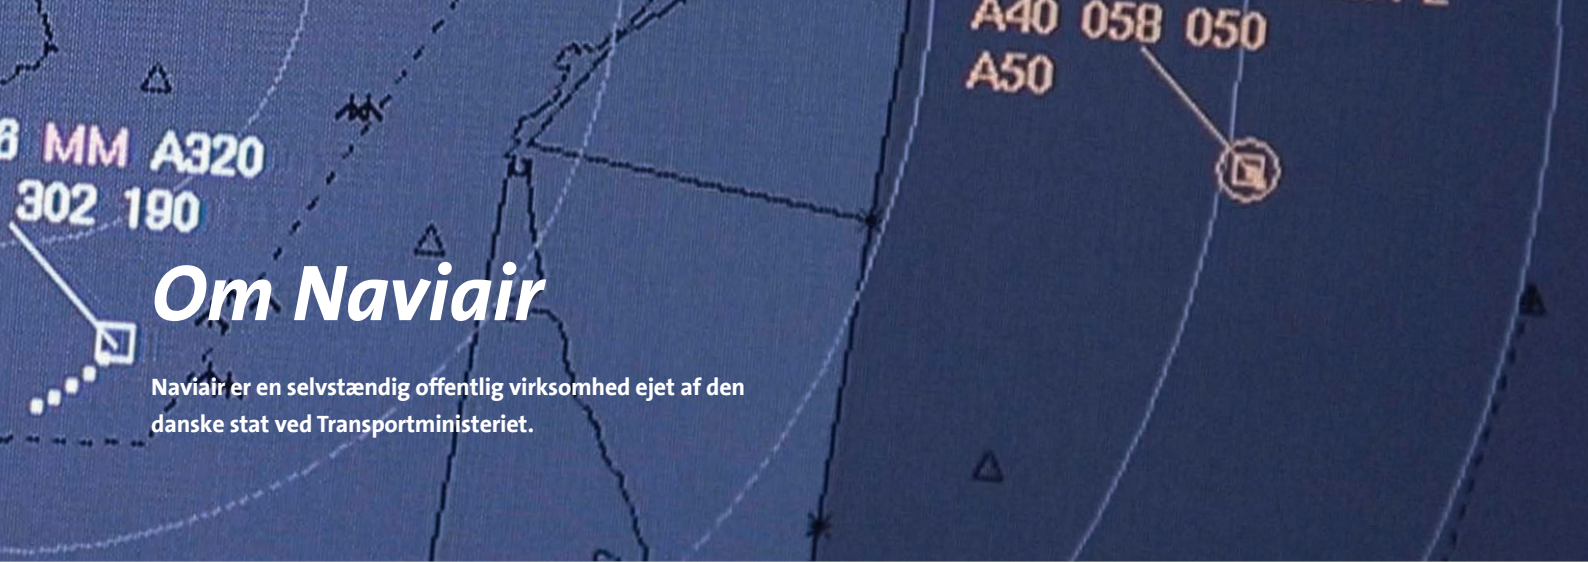 A40 058 050
A50
MM A320
302 190
Om Naviair
Naviair er en selvstændig offentlig virksomhed ejet af den
danske stat ved Transportministeriet.